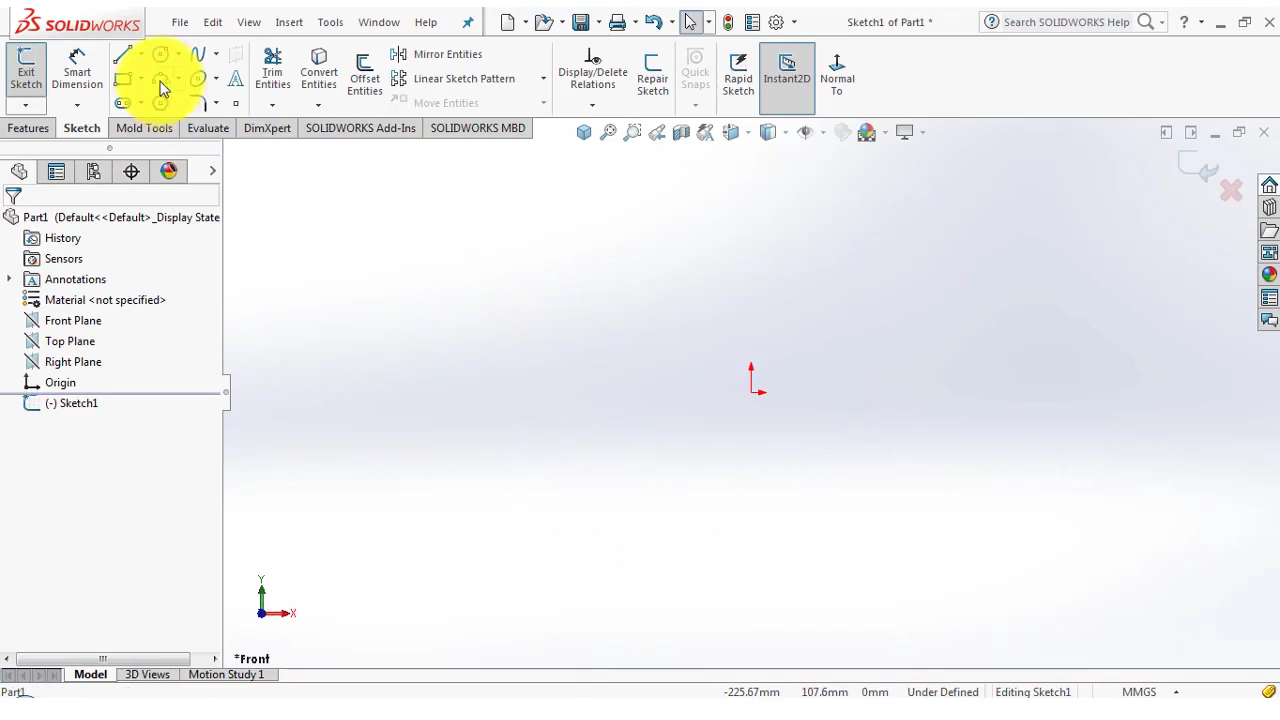 SOLIDWORKS
File Edit View Insert Tools Window Help
Sketch1 of Part1 *
Search SOLIDWORKS Help
?
Exit Sketch
Smart Dimension
Trim Entities
Convert Entities
Offset Entities
Mirror Entities
Linear Sketch Pattern
Move Entities
Display/Delete Relations
Repair Sketch
Quick Snaps
Rapid Sketch
Instant2D
Normal To
Features Sketch Mold Tools Evaluate DimXpert SOLIDWORKS Add-Ins SOLIDWORKS MBD
Part1 (Default<<Default>_Display State
History
Sensors
Annotations
Material <not specified>
Front Plane
Top Plane
Right Plane
Origin
(-) Sketch1
Y
X
*Front
Model 3D Views Motion Study 1
Part1
-225.67mm 107.6mm 0mm Under Defined Editing Sketch1 MMGS